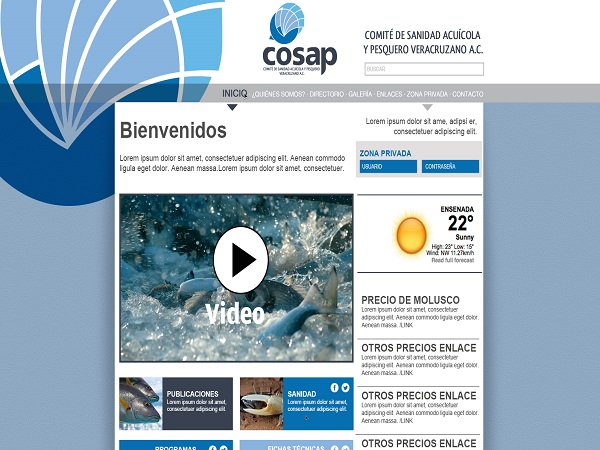 cosap
COMITÉ DE SANIDAD ACUÍCOLA Y PESQUERO
VERACRUZANO A.C.
COMITÉ DE SANIDAD ACUÍCOLA
Y PESQUERO VERACRUZANO A.C.
BUSCAR
INICIO ¿QUIENES SOMOS? · DIRECTORIO · GALERÍA · ENLACES · ZONA PRIVADA · CONTACTO
Bienvenidos
Lorem ipsum dolor sit amet, consectetuer adipiscing elit. Aenean commodo
ligula eget dolor. Aenean massa.Lorem ipsum dolor sit amet, consectetuer.
Lorem ipsum dolor sit ame, adipsi er,
consectetuer adipiscing elit.
ZONA PRIVADA
USUARIO
CONTRASEÑA
ENSENADA
22°
Sunny
High: 23° Low: 15°
Wind: NW 11.27km/h
Read full forecast
Video
PRECIO DE MOLUSCO
Lorem ipsum dolor sit amet, consectetuer
adipiscing elit. Aenean commodo ligula eget dolor.
Aenean massa. /LINK
OTROS PRECIOS ENLACE
Lorem ipsum dolor sit amet, consectetuer
adipiscing elit. Aenean commodo ligula eget dolor.
Aenean massa. /LINK
OTROS PRECIOS ENLACE
Lorem ipsum dolor sit amet, consectetuer
adipiscing elit. Aenean commodo ligula eget dolor.
Aenean massa. /LINK
OTROS PRECIOS ENLACE
Lorem ipsum dolor sit amet, consectetuer
PUBLICACIONES
Lorem ipsum dolor sit amet,
consectetuer adipiscing elit.
SANIDAD
Lorem ipsum dolor sit amet,
consectetuer adipiscing elit.
PROGRAMAS
FICHAS TÉCNICAS